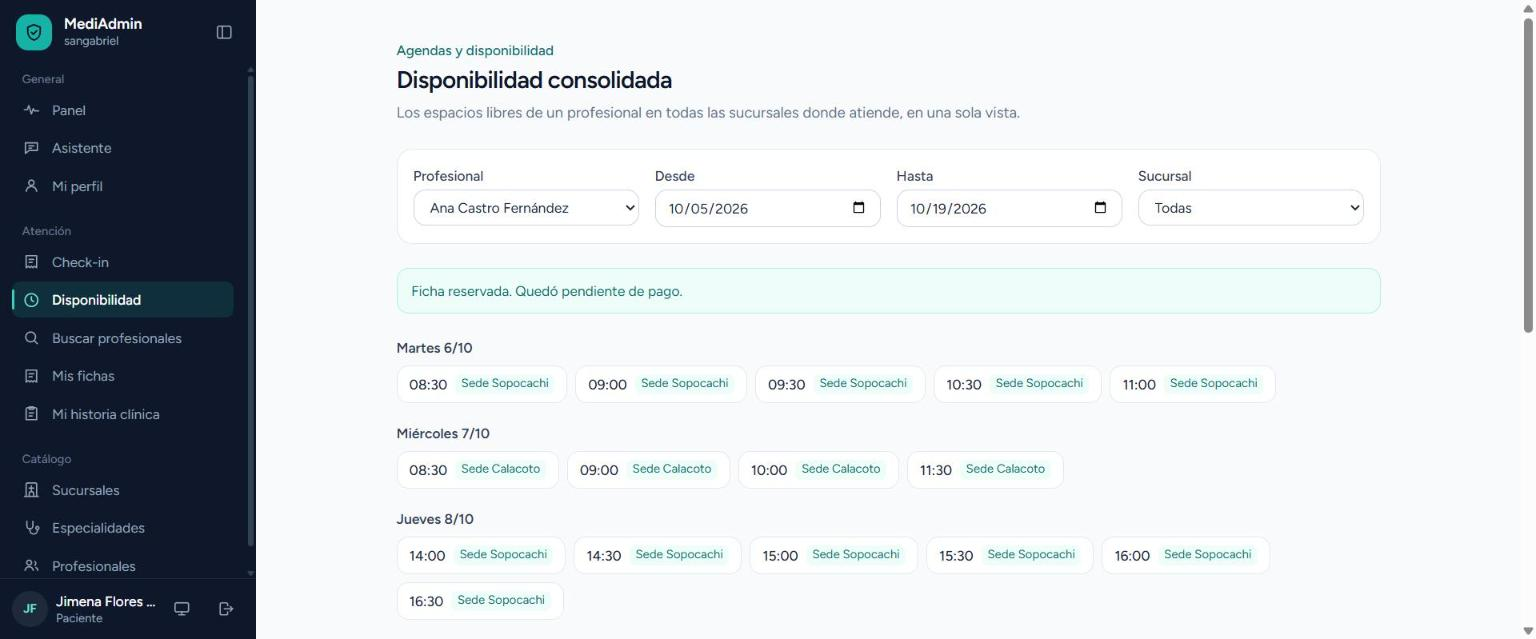 MediAdmin
sangabriel
General
Panel
Asistente
Mi perfil
Atención
Check-in
Disponibilidad
Buscar profesionales
Mis fichas
Mi historia clínica
Catálogo
Sucursales
Especialidades
Profesionales
JF
Jimena Flores ...
Paciente
Agendas y disponibilidad
Disponibilidad consolidada
Los espacios libres de un profesional en todas las sucursales donde atiende, en una sola vista.
Profesional Desde Hasta Sucursal
Ana Castro Fernández 10/05/2026 10/19/2026 Todas
Ficha reservada. Quedó pendiente de pago.
Martes 6/10
08:30 Sede Sopocachi 09:00 Sede Sopocachi 09:30 Sede Sopocachi 10:30 Sede Sopocachi 11:00 Sede Sopocachi
Miércoles 7/10
08:30 Sede Calacoto 09:00 Sede Calacoto 10:00 Sede Calacoto 11:30 Sede Calacoto
Jueves 8/10
14:00 Sede Sopocachi 14:30 Sede Sopocachi 15:00 Sede Sopocachi 15:30 Sede Sopocachi 16:00 Sede Sopocachi
16:30 Sede Sopocachi